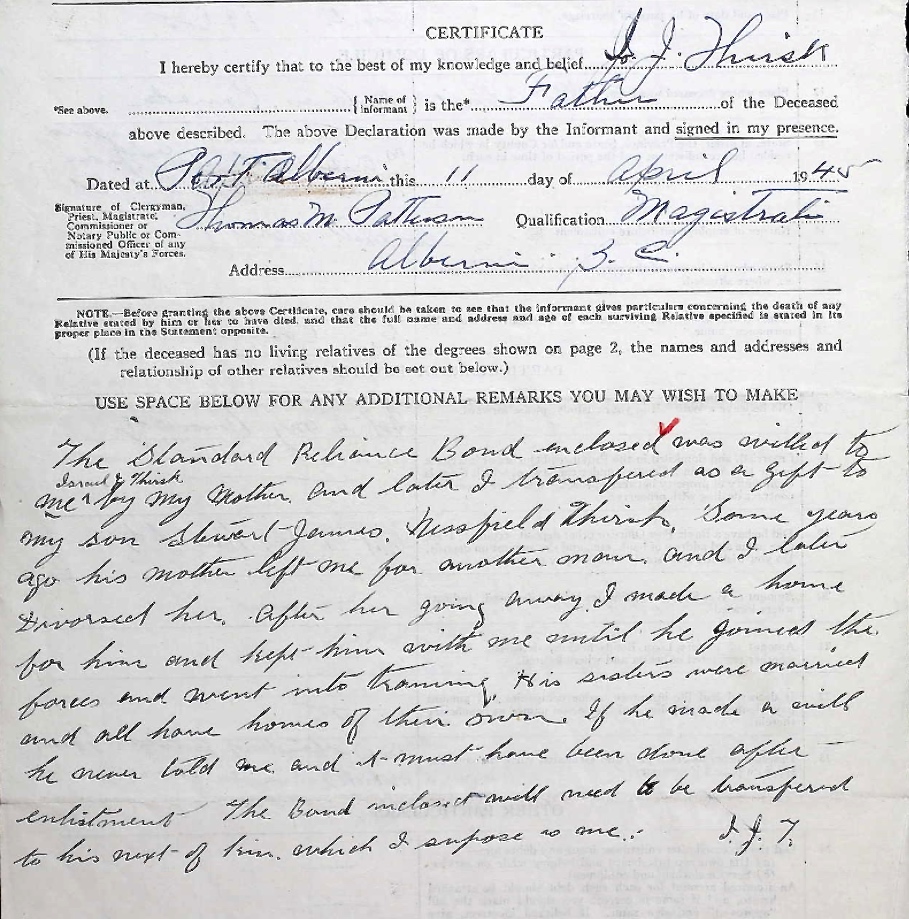 CERTIFICATE
I hereby certify that to the best of my knowledge and belief I. J. Thirsk
*See above. {Name of Informant} is the* Father of the Deceased
above described. The above Declaration was made by the Informant and signed in my presence.
Dated at Port Alberni this 11 day of April 1945
Signature of Clergyman,
Priest, Magistrate,
Commissioner or
Notary Public or Com-
missioned Officer of any
of His Majesty's Forces.
Thomas M. Patterson Qualification Magistrate
Address Alberni B. C.
NOTE.—Before granting the above Certificate, care should be taken to see that the informant gives particulars concerning the death of any
Relative stated by him or her to have died, and that the full name and address and age of each surviving Relative specified is stated in its
proper place in the Statement opposite.
(If the deceased has no living relatives of the degrees shown on page 2, the names and addresses and
relationship of other relatives should be set out below.)
USE SPACE BELOW FOR ANY ADDITIONAL REMARKS YOU MAY WISH TO MAKE
The Standard Reliance Bond enclosed was willed to
Israel J Thirsk
me by my Mother. and later I transfered as a gift to
my son Stewart James. Nessfield Thirsk. Some years
ago his mother left me for another man. and I later
Divorsed her. After her going away I made a home
for him and kept him with me until he joined the
forces and went into training. His sisters were married
and all have homes of their own. If he made a will
he never told me and it must have been done after
enlistment The Bond inclosed will need to be transfered
to his next of kin. which I supose is me. I. J. T.